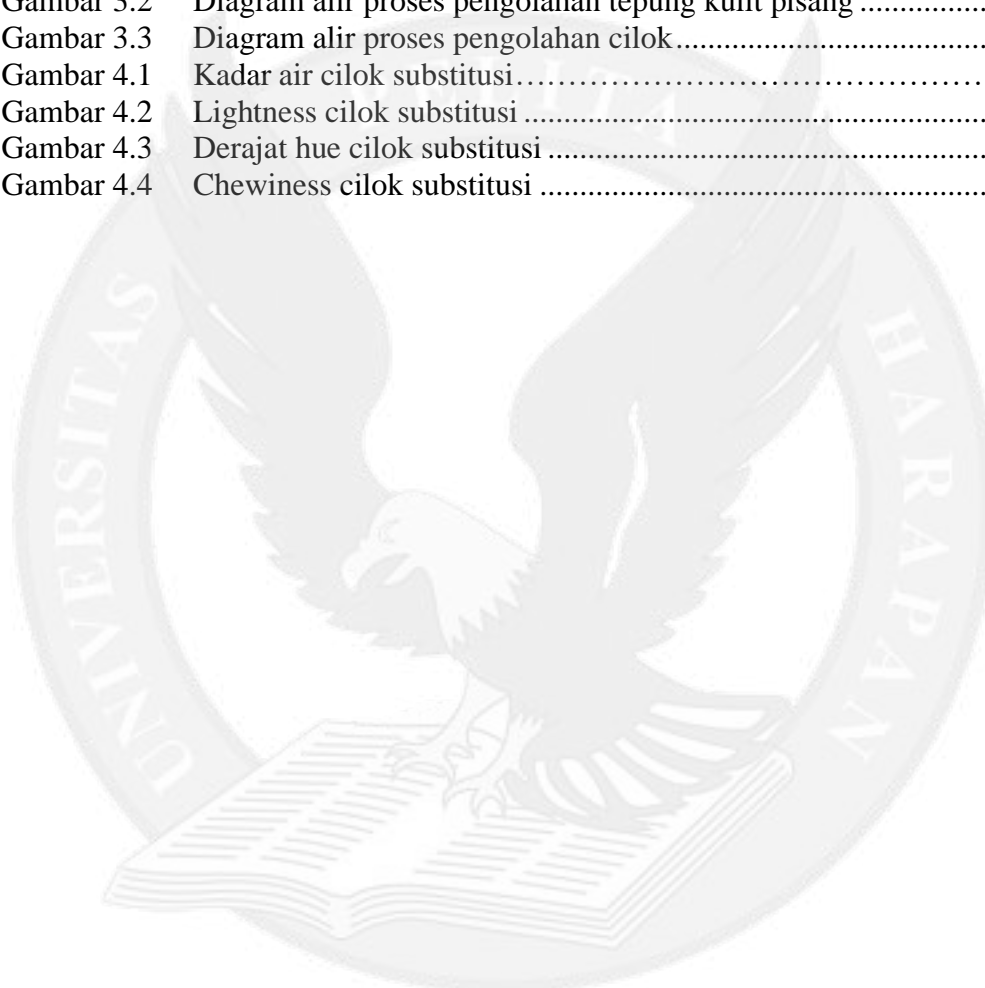 Gambar 3.2 Diagram alir proses pengolahan tepung kulit pisang ................
Gambar 3.3 Diagram alir proses pengolahan cilok.......................................
Gambar 4.1 Kadar air cilok substitusi…………………………………………
Gambar 4.2 Lightness cilok substitusi ..........................................................
Gambar 4.3 Derajat hue cilok substitusi .......................................................
Gambar 4.4 Chewiness cilok substitusi ........................................................
UNIVERSITAS PELITA HARAPAN